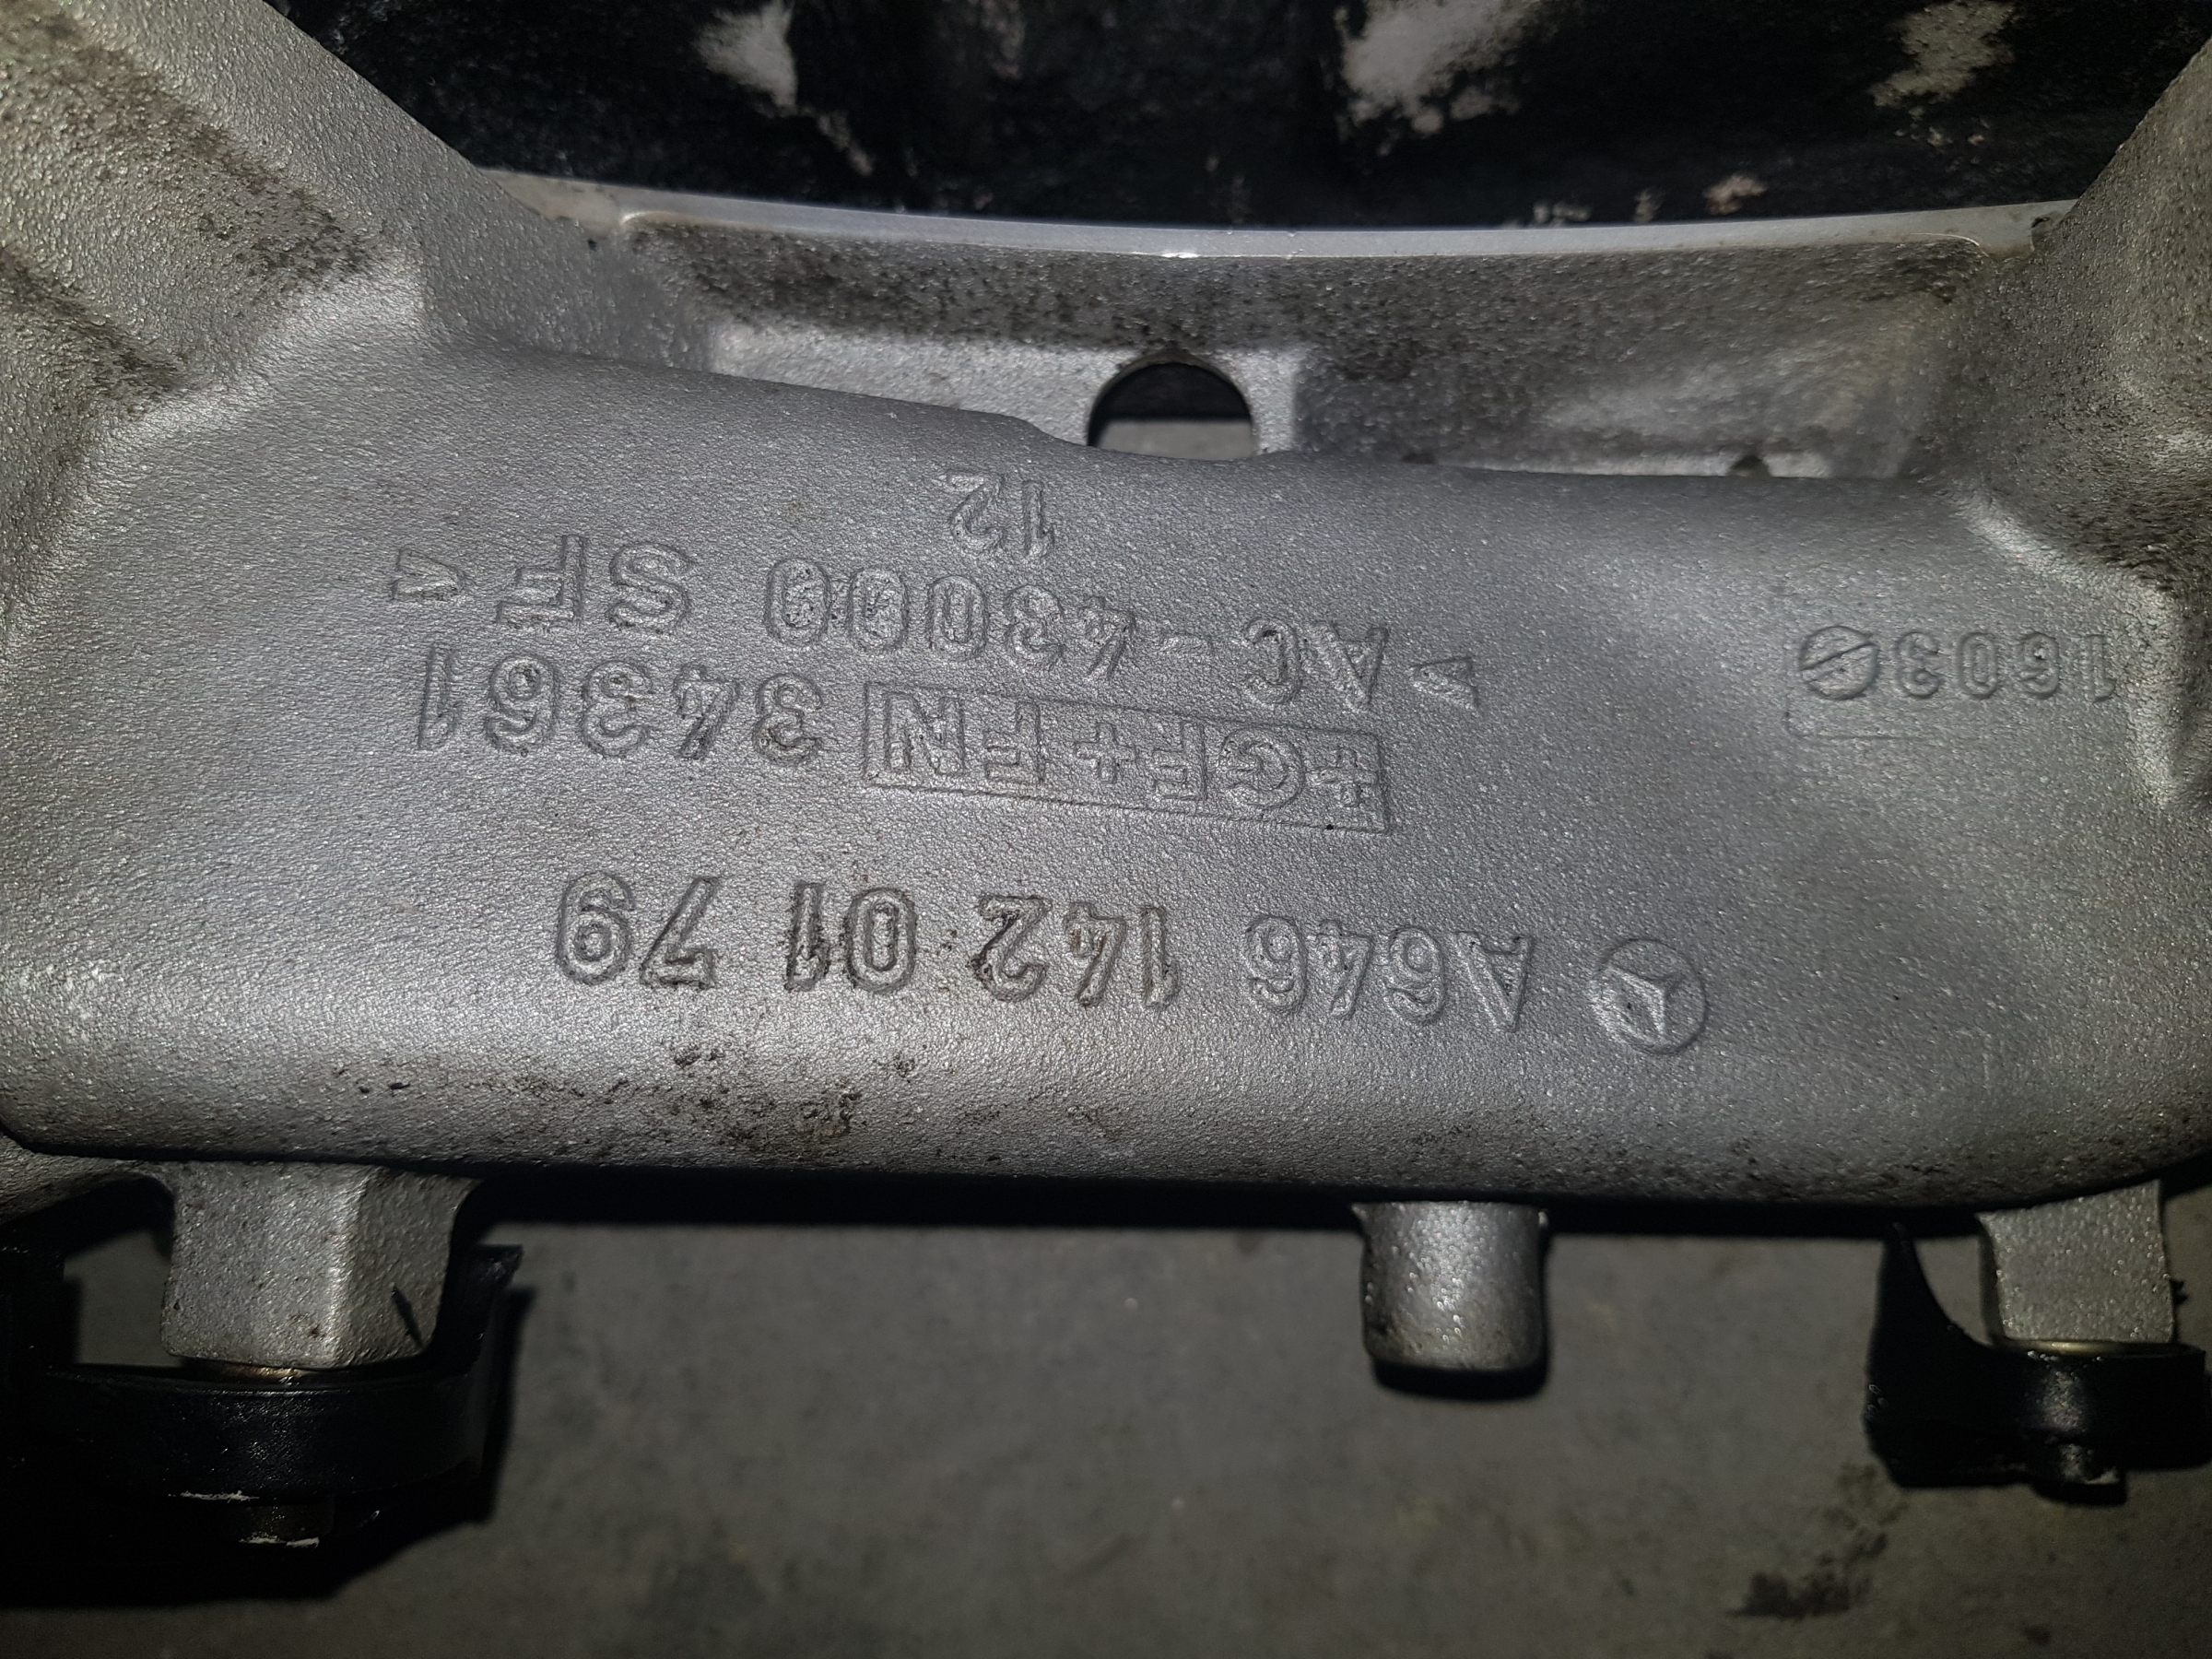 A646 142 01 79
+GF+ FN 34361
1603
>AC-43000 SF<
12